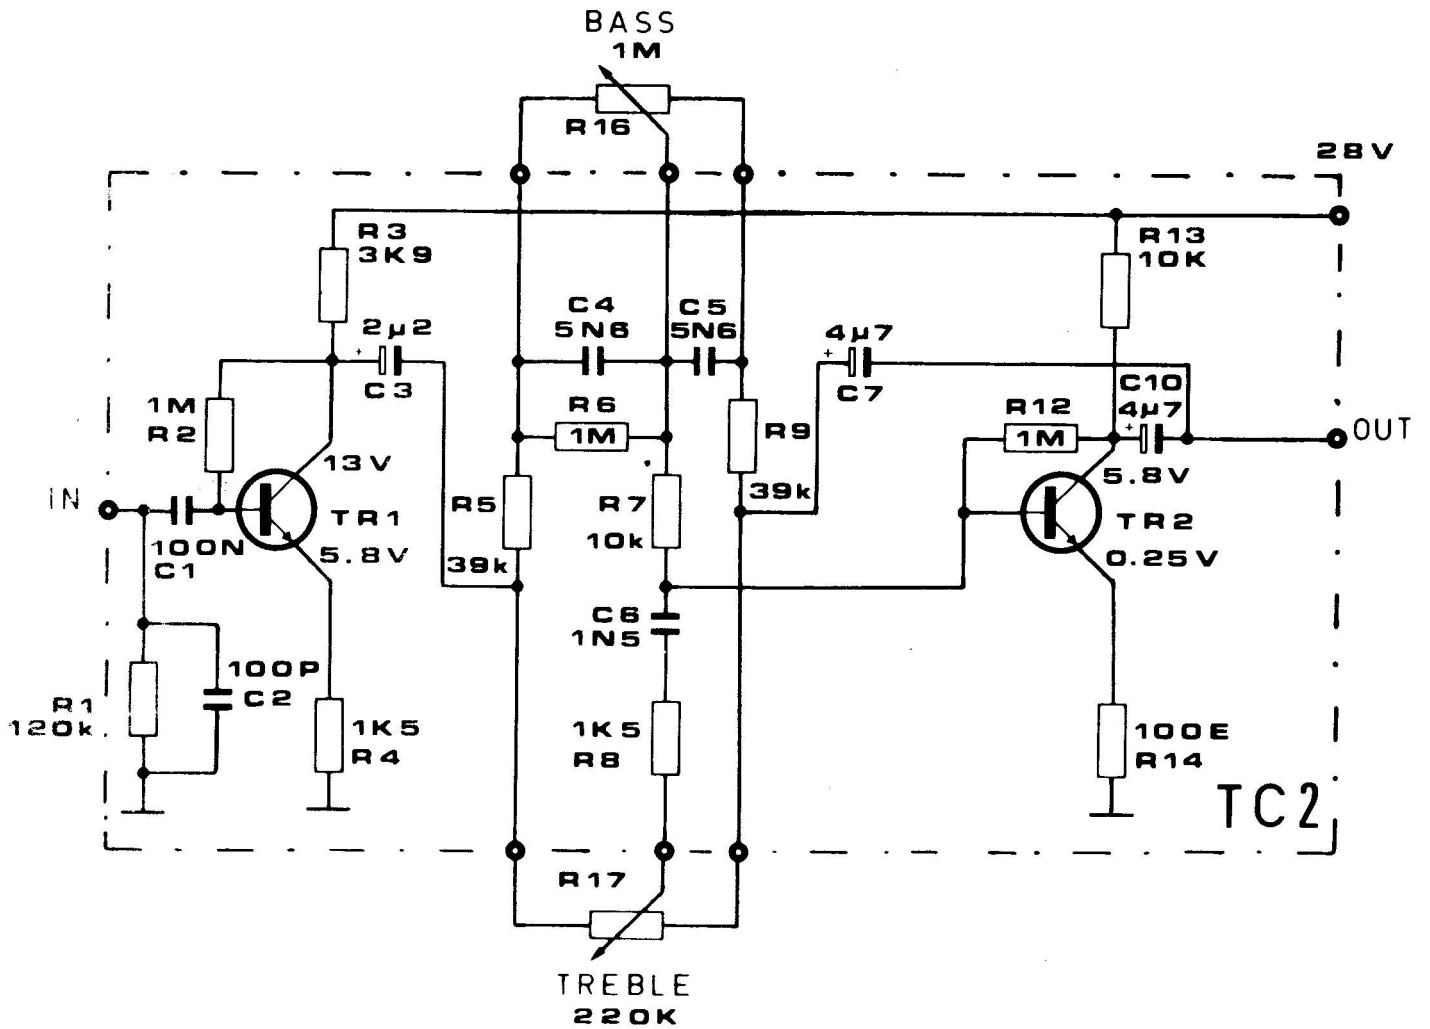 BASS
1M
R16
28V
R3
3K9
R13
10K
2µ2
+
C3
C4
5N6
C5
5N6
4µ7
+
C7
C10
4µ7
+
1M
R2
R6
1M
R9
39k
R12
1M
OUT
13V
5.8V
IN
100N
C1
TR1
5.8V
R5
39k
R7
10k
TR2
0.25V
C6
1N5
R1
120k
100P
C2
1K5
R4
1K5
R8
100E
R14
TC2
R17
TREBLE
220K